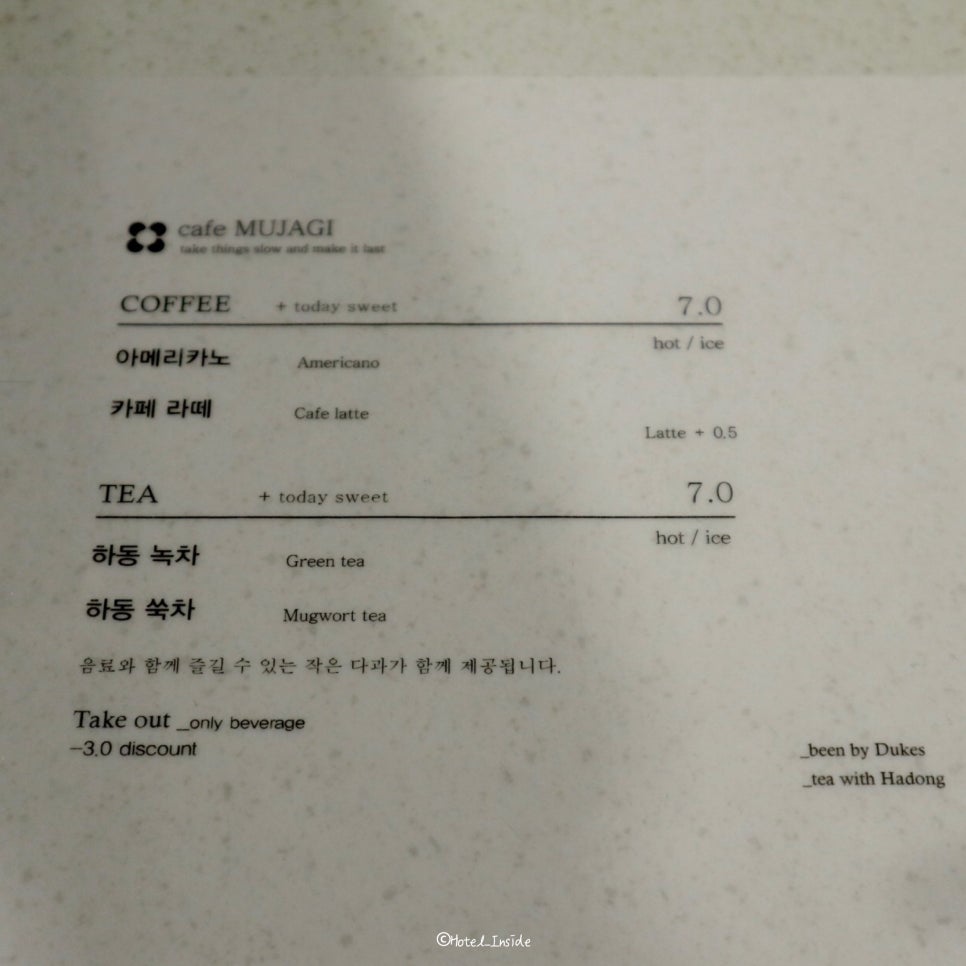 cafe MUJAGI
take things slow and make it last
COFFEE + today sweet 7.0
hot / ice
아메리카노 Americano
카페 라떼 Cafe latte
Latte + 0.5
TEA + today sweet 7.0
hot / ice
하동 녹차 Green tea
하동 쑥차 Mugwort tea
음료와 함께 즐길 수 있는 작은 다과가 함께 제공됩니다.
Take out _only beverage
-3.0 discount
_been by Dukes
_tea with Hadong
©Hotel_Inside